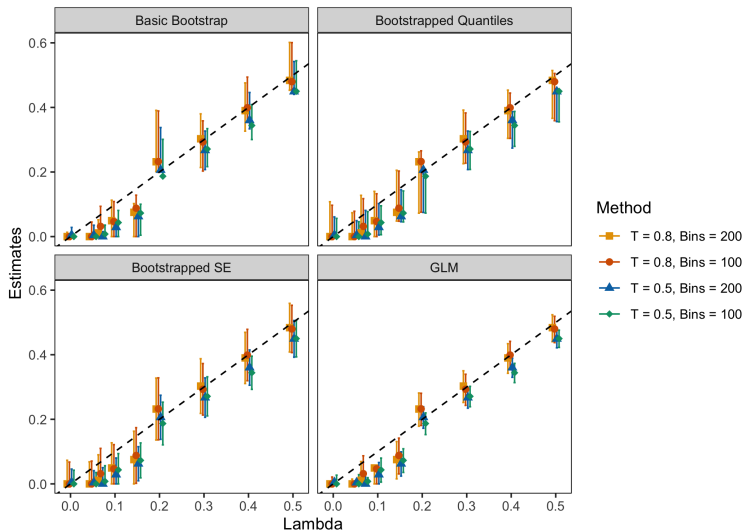 Basic Bootstrap
Bootstrapped Quantiles
0.6
0.4
0.2
0.0
Bootstrapped SE
GLM
0.6
0.4
0.2
0.0
0.0 0.1 0.2 0.3 0.4 0.5
0.0 0.1 0.2 0.3 0.4 0.5
Lambda
Estimates
Method
T = 0.8, Bins = 200
T = 0.8, Bins = 100
T = 0.5, Bins = 200
T = 0.5, Bins = 100